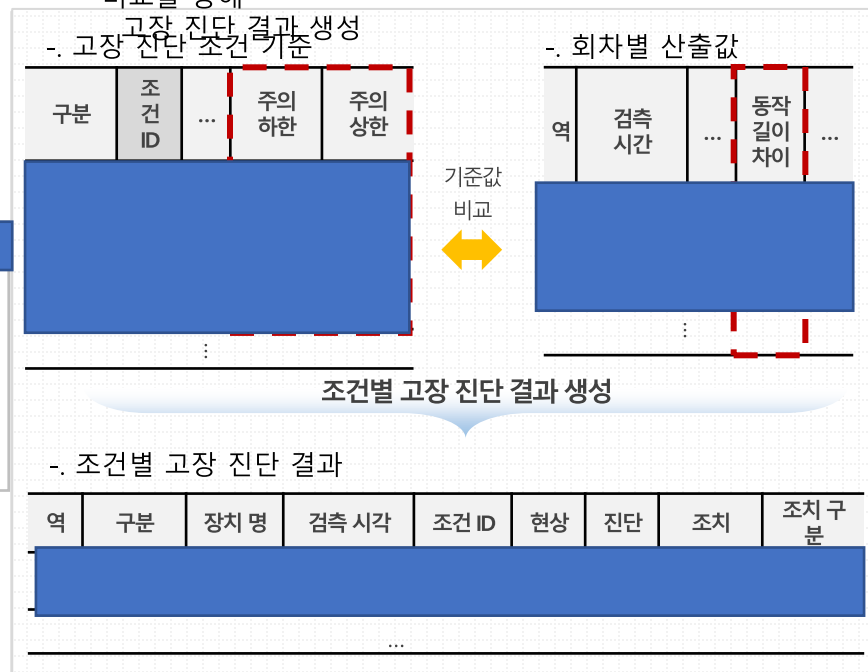 고장 진단 결과 생성
-. 고장 진단 조건 기준
-. 회차별 산출값
구분
조
건
ID
...
주의
하한
주의
상한
역
검측
시간
...
동작
길이
차이
...
기준값
비교
⋮
⋮
조건별 고장 진단 결과 생성
-. 조건별 고장 진단 결과
역
구분
장치 명
검측 시각
조건 ID
현상
진단
조치
조치 구
분
...